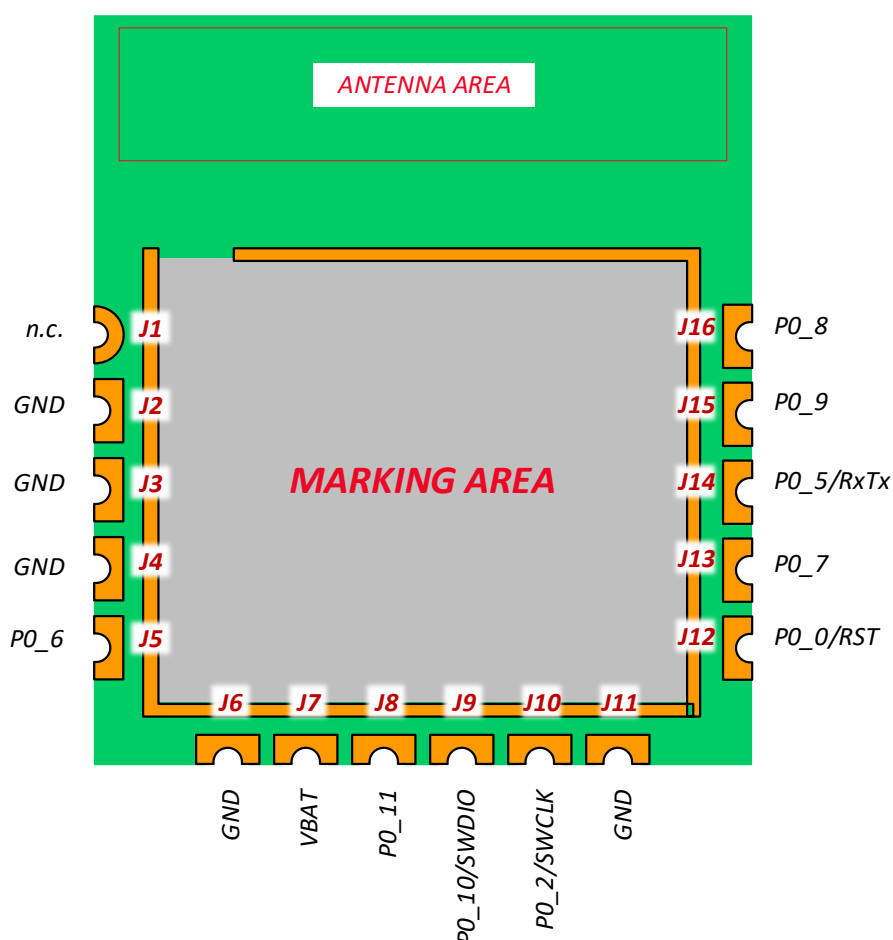 ANTENNA AREA
n.c. J1 J16 P0_8
GND J2 J15 P0_9
GND J3 MARKING AREA J14 P0_5/RxTx
GND J4 J13 P0_7
P0_6 J5 J12 P0_0/RST
J6 J7 J8 J9 J10 J11
GND
VBAT
P0_11
P0_10/SWDIO
P0_2/SWCLK
GND